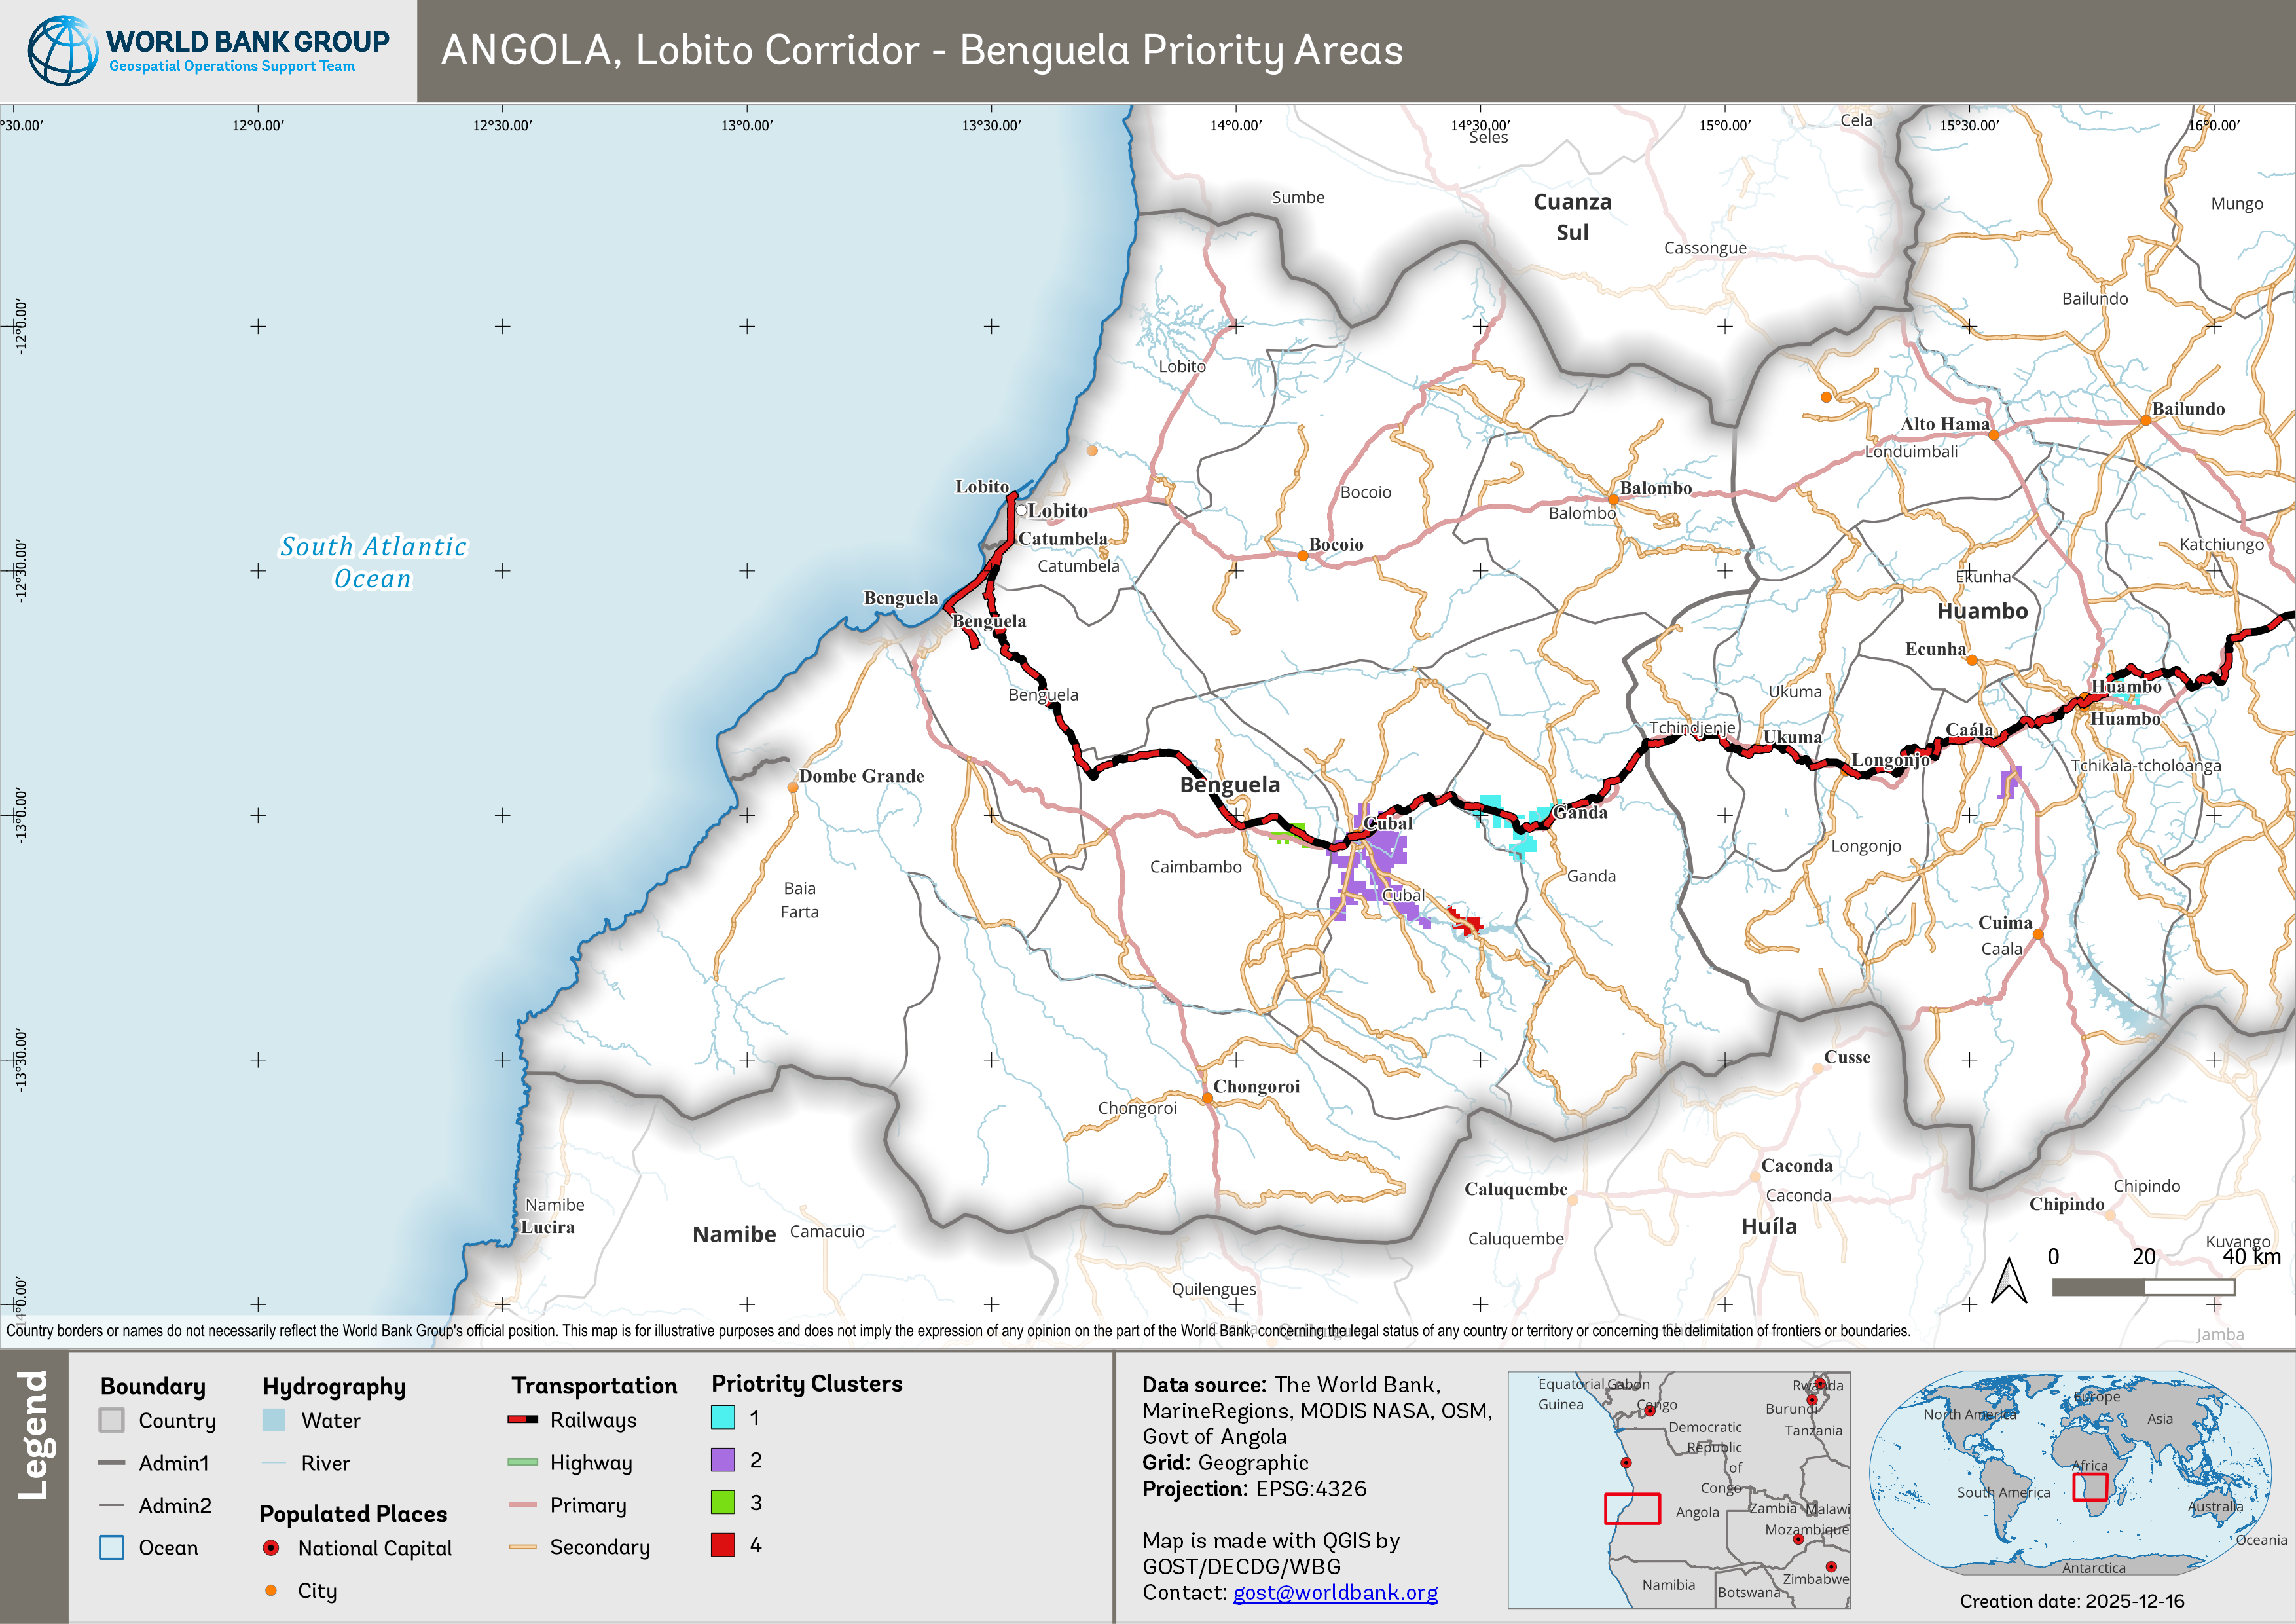 WORLD BANK GROUP
Geospatial Operations Support Team
ANGOLA, Lobito Corridor - Benguela Priority Areas
°30.00′
12°0.00′
12°30.00′
13°0.00′
13°30.00′
14°0.00′
14°30.00′
15°0.00′
15°30.00′
16°0.00′
Cela
Seles
Sumbe
Cuanza
Sul
Mungo
Cassongue
Bailundo
-12°0.00′
Lobito
Bailundo
Alto Hama
Londuimbali
Lobito
Lobito
Bocoio
Balombo
Balombo
Catumbela
Bocoio
Katchiungo
South Atlantic
Ocean
Catumbela
-12°30.00′
Ekunha
Benguela
Huambo
Benguela
Ecunha
Benguela
Ukuma
Huambo
Huambo
Tchindjenje
Ukuma
Caála
Longonjo
Tchikala-tcholoanga
Dombe Grande
Benguela
-13°0.00′
Cubal
Ganda
Longonjo
Caimbambo
Ganda
Baia
Farta
Cubal
Cuima
Caala
-13°30.00′
Cusse
Chongoroi
Chongoroi
Caconda
Caluquembe
Caconda
Chipindo
Chipindo
Namibe
Lucira
Namibe
Camacuio
Huíla
Caluquembe
Kuvango
0 20 40 km
Quilengues
Jamba
Country borders or names do not necessarily reflect the World Bank Group's official position. This map is for illustrative purposes and does not imply the expression of any opinion on the part of the World Bank, concerning the legal status of any country or territory or concerning the delimitation of frontiers or boundaries.
Legend
Boundary
Country
Admin1
Admin2
Ocean
Hydrography
Water
River
Populated Places
National Capital
City
Transportation
Railways
Highway
Primary
Secondary
Priotrity Clusters
1
2
3
4
Data source: The World Bank,
MarineRegions, MODIS NASA, OSM,
Govt of Angola
Grid: Geographic
Projection: EPSG:4326
Map is made with QGIS by
GOST/DECDG/WBG
Contact: gost@worldbank.org
Equatorial
Guinea
Gabon
Congo
Rwanda
Burundi
Democratic
Republic
of
Congo
Tanzania
Angola
Zambia
Malawi
Mozambique
Zimbabwe
Namibia
Botswana
North America
Europe
Asia
Africa
South America
Australia
Oceania
Antarctica
Creation date: 2025-12-16